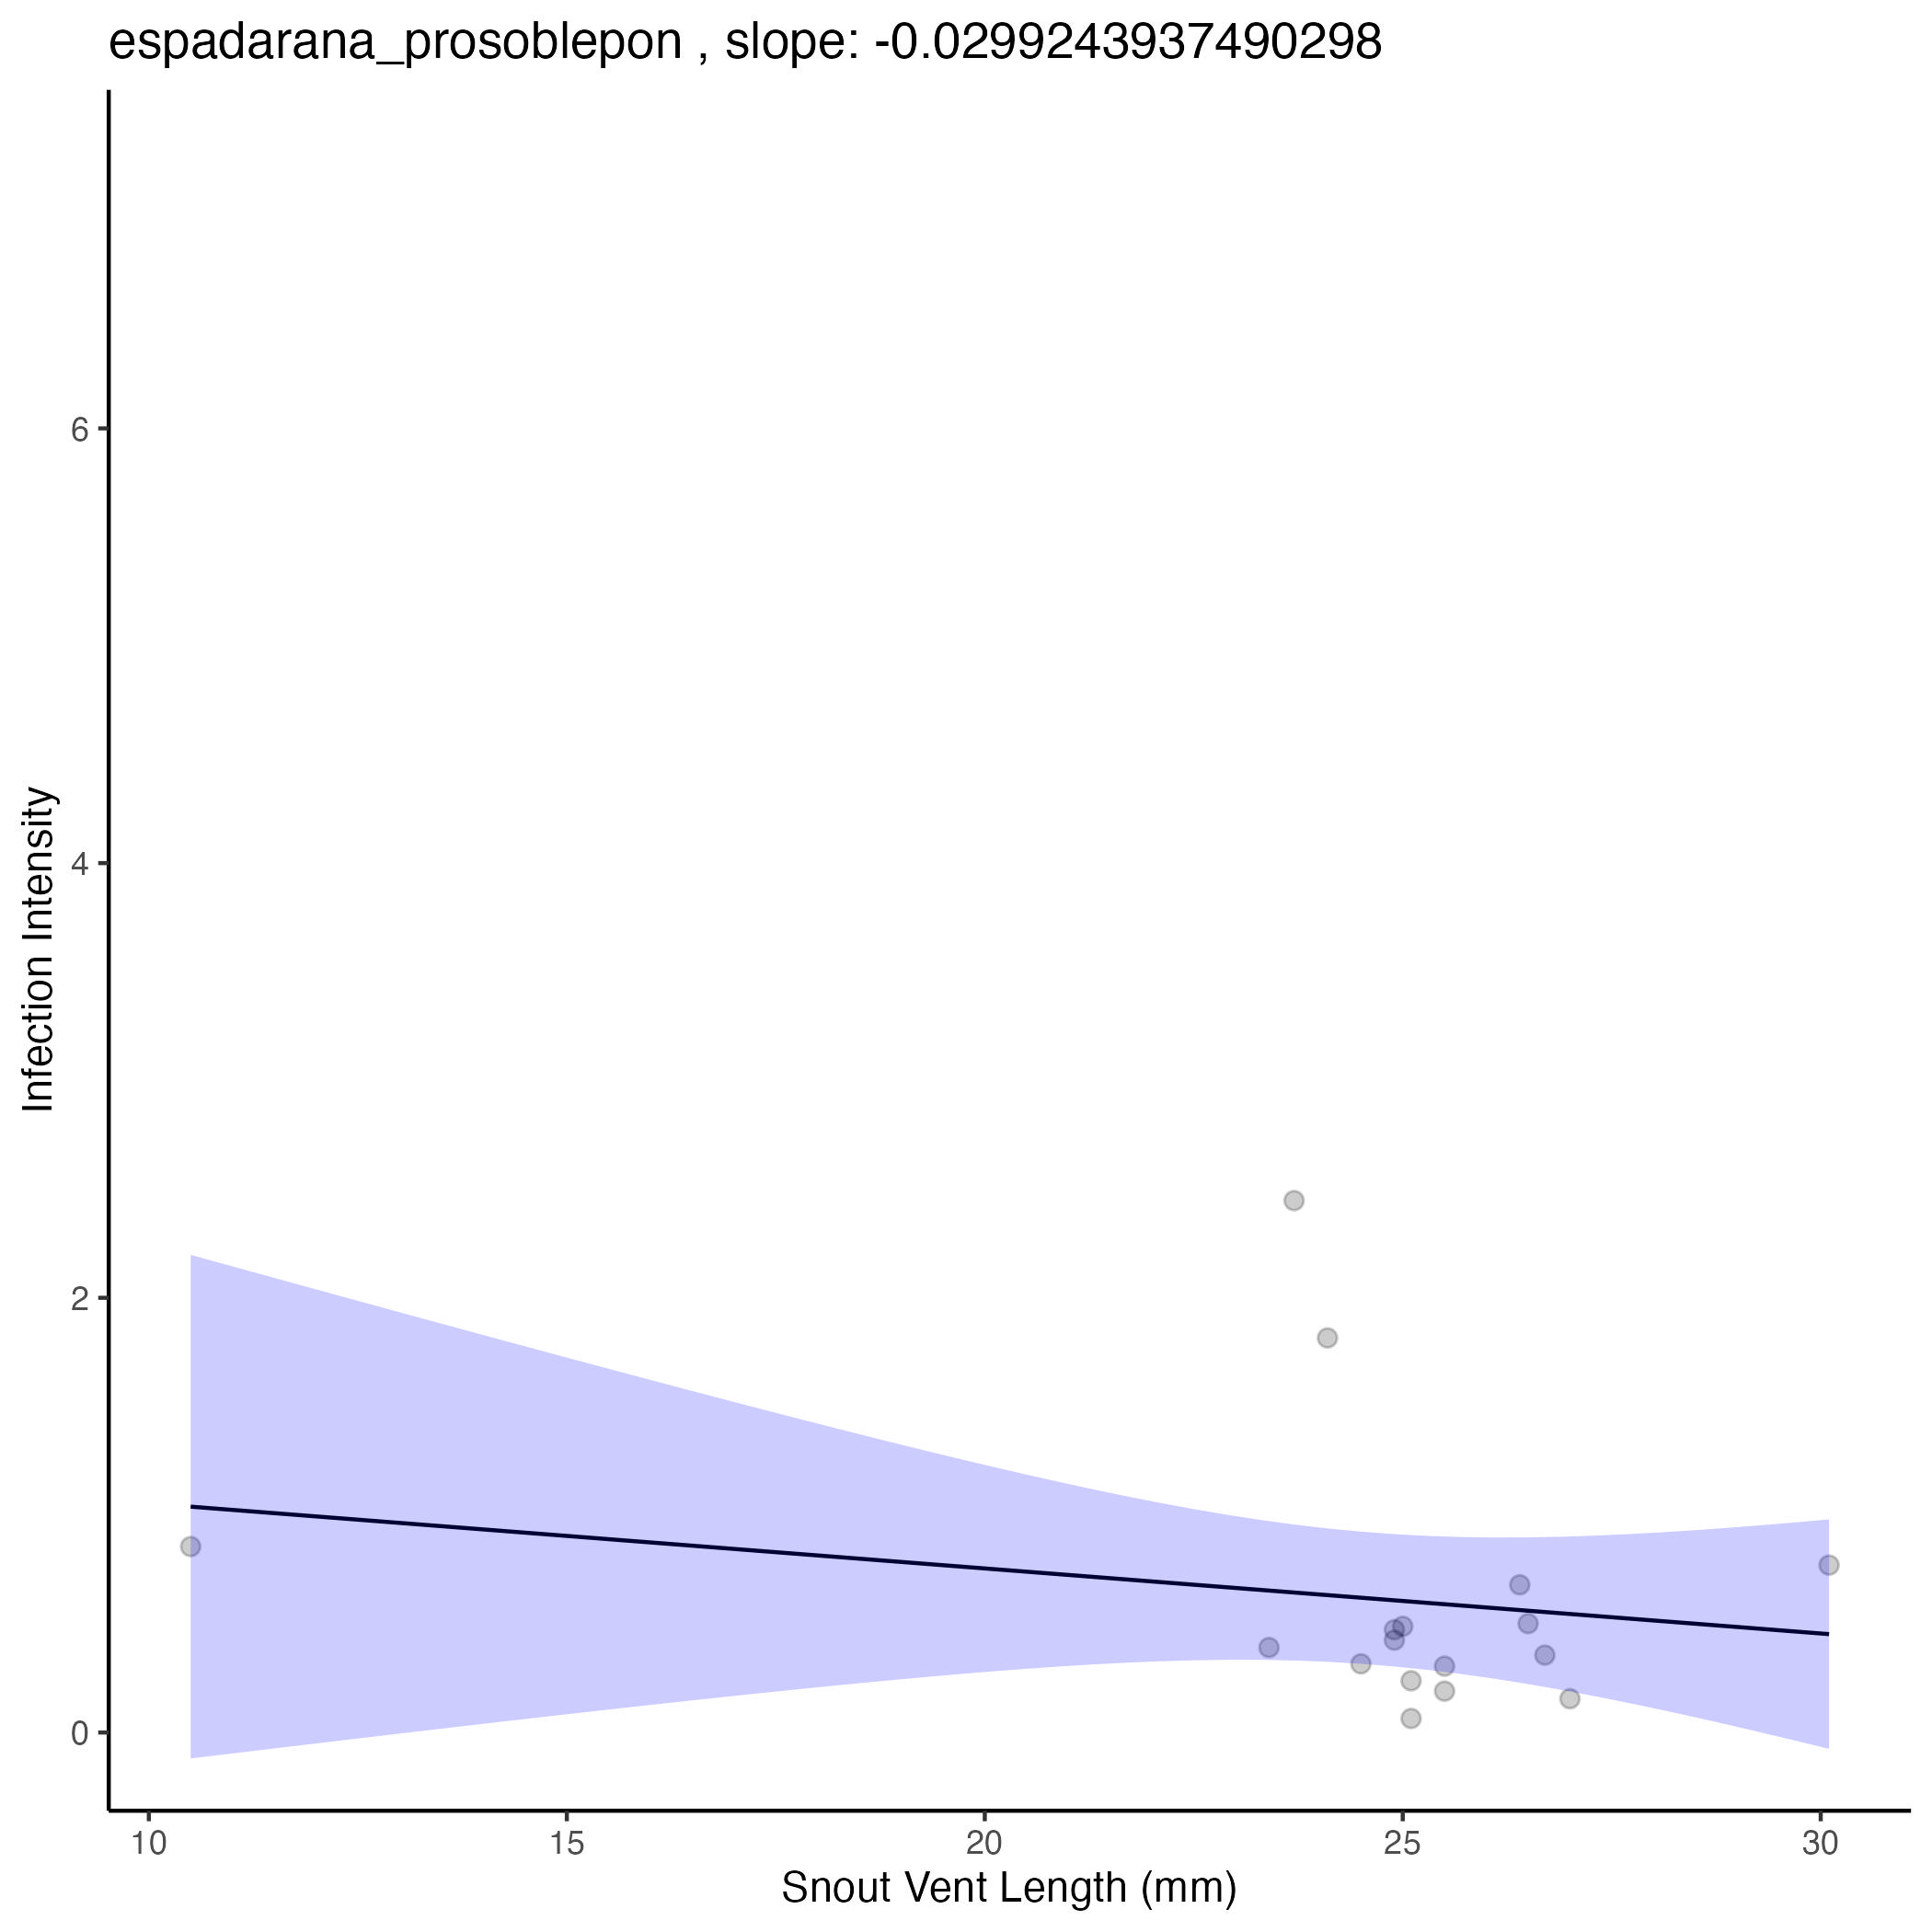 espadarana_prosoblepon , slope: -0.0299243937490298
Infection Intensity
6
4
2
0
10 15 20 25 30
Snout Vent Length (mm)